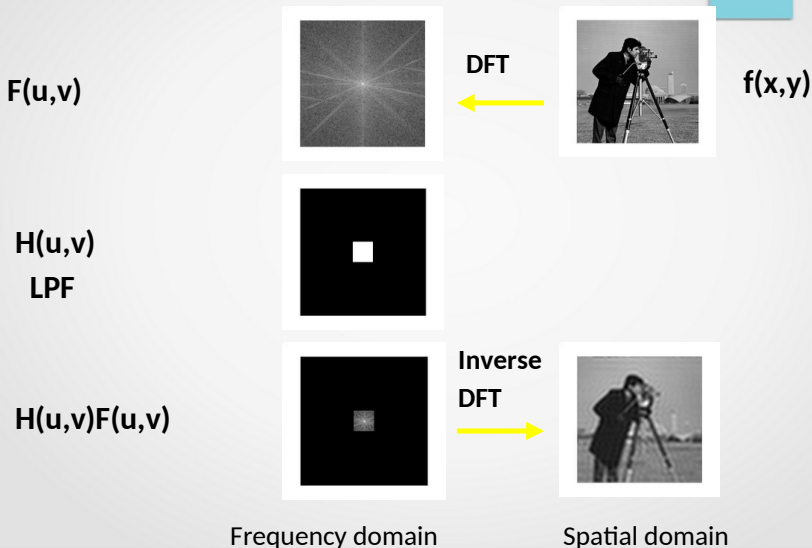 F(u,v)
DFT
f(x,y)
H(u,v)
LPF
H(u,v)F(u,v)
Inverse
DFT
Frequency domain
Spatial domain